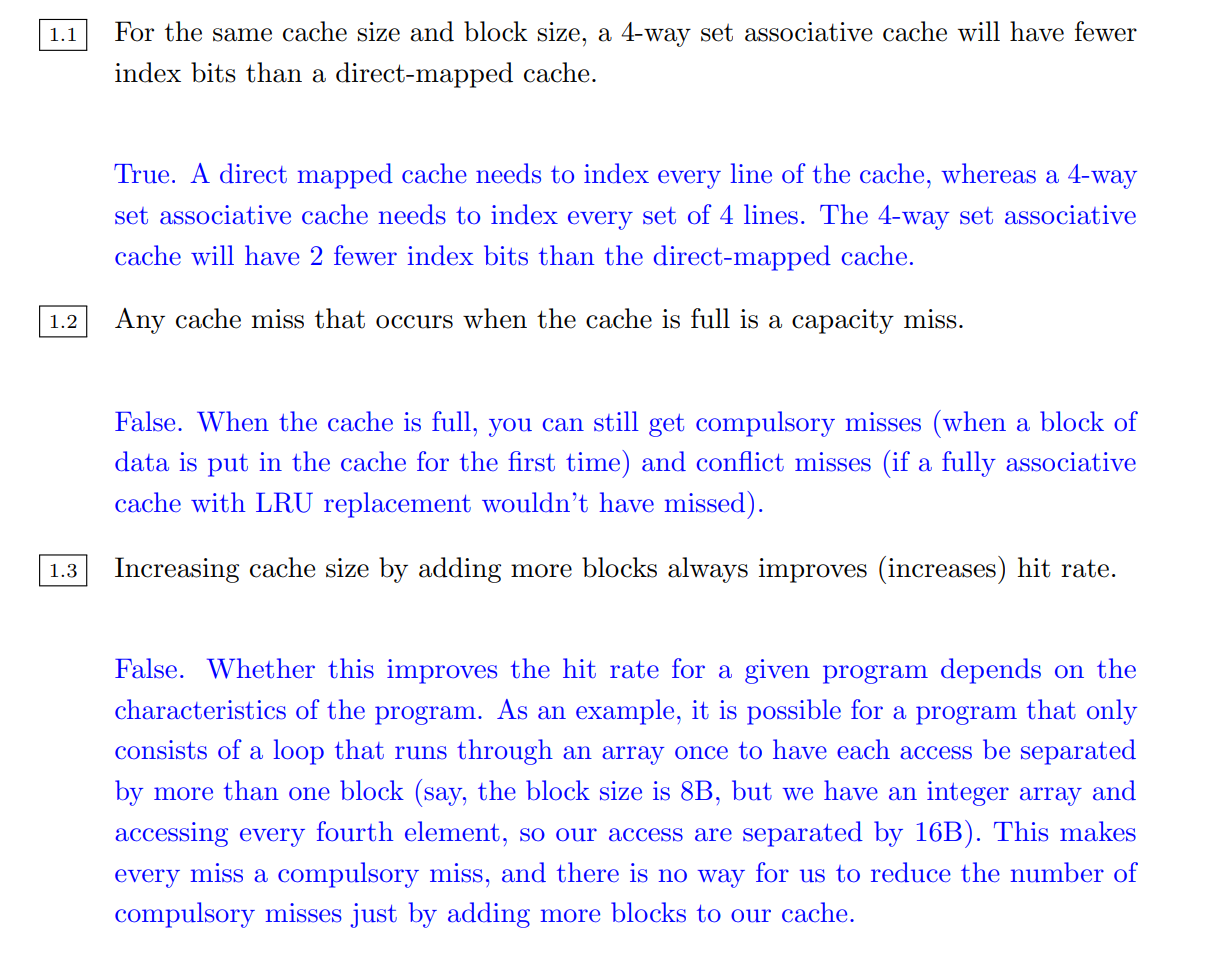 1.1 For the same cache size and block size, a 4-way set associative cache will have fewer
index bits than a direct-mapped cache.
True. A direct mapped cache needs to index every line of the cache, whereas a 4-way
set associative cache needs to index every set of 4 lines. The 4-way set associative
cache will have 2 fewer index bits than the direct-mapped cache.
1.2 Any cache miss that occurs when the cache is full is a capacity miss.
False. When the cache is full, you can still get compulsory misses (when a block of
data is put in the cache for the first time) and conflict misses (if a fully associative
cache with LRU replacement wouldn't have missed).
1.3 Increasing cache size by adding more blocks always improves (increases) hit rate.
False. Whether this improves the hit rate for a given program depends on the
characteristics of the program. As an example, it is possible for a program that only
consists of a loop that runs through an array once to have each access be separated
by more than one block (say, the block size is 8B, but we have an integer array and
accessing every fourth element, so our access are separated by 16B). This makes
every miss a compulsory miss, and there is no way for us to reduce the number of
compulsory misses just by adding more blocks to our cache.